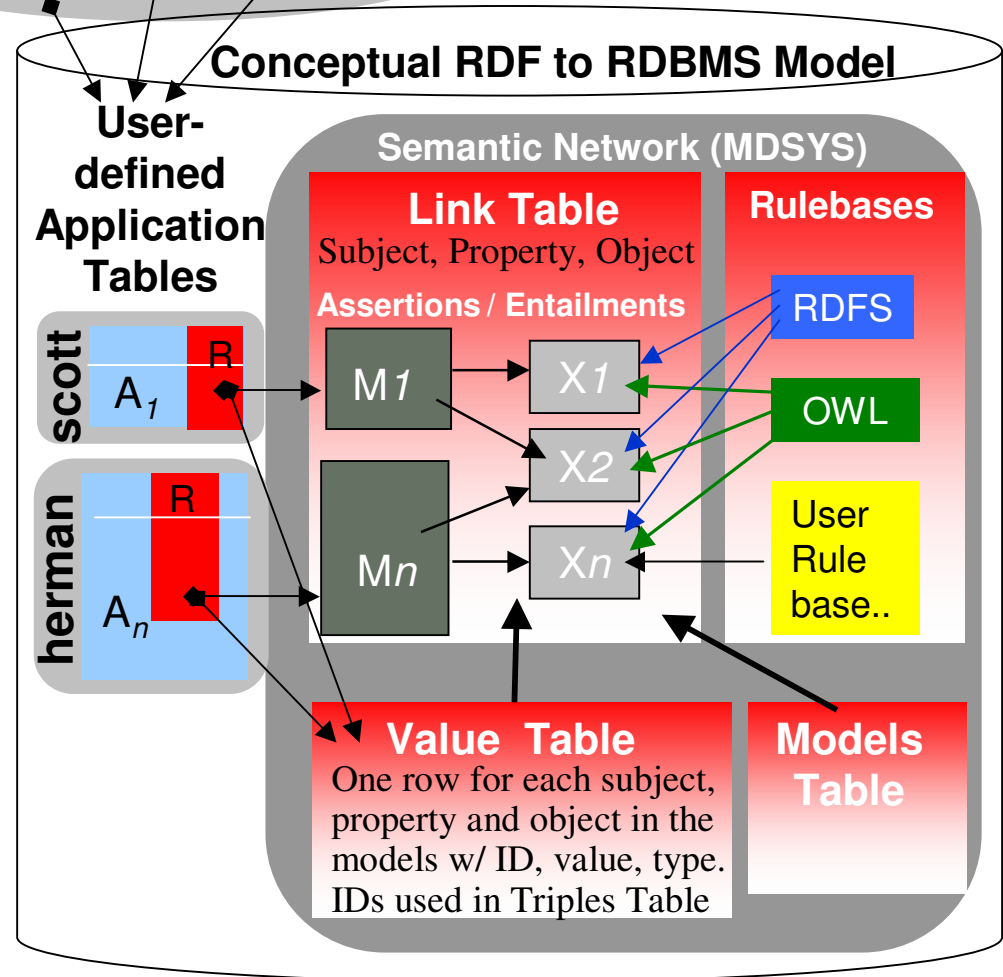 Conceptual RDF to RDBMS Model
User-
defined
Application
Tables
scott
R
A1
herman
R
An
Semantic Network (MDSYS)
Link Table
Subject, Property, Object
Assertions / Entailments
M1
X1
X2
Mn
Xn
Rulebases
RDFS
OWL
User
Rule
base..
Value Table
One row for each subject,
property and object in the
models w/ ID, value, type.
IDs used in Triples Table
Models
Table